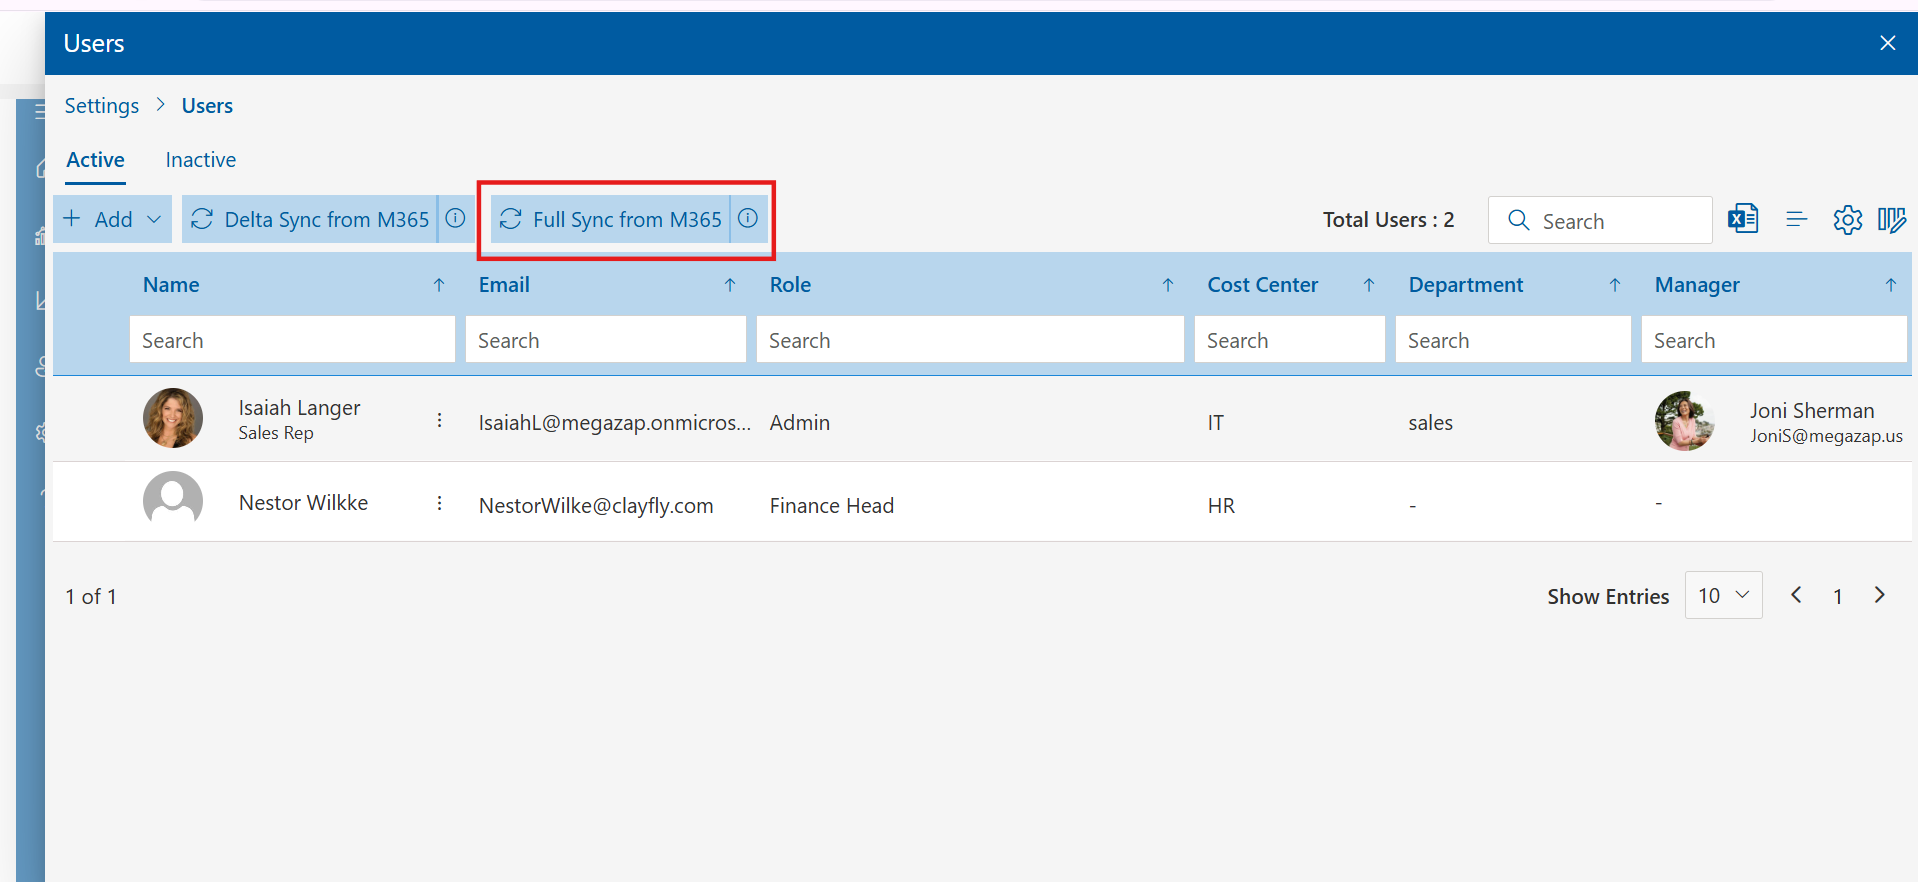 Users
Settings > Users
Active Inactive
+ Add Delta Sync from M365 Full Sync from M365 Total Users : 2 Search
Name Email Role Cost Center Department Manager
Search Search Search Search Search Search
Isaiah Langer IsaiahL@megazap.onmicros... Admin IT sales Joni Sherman
Sales Rep JoniS@megazap.us
Nestor Wilkke NestorWilke@clayfly.com Finance Head HR - -
1 of 1 Show Entries 10 < 1 >